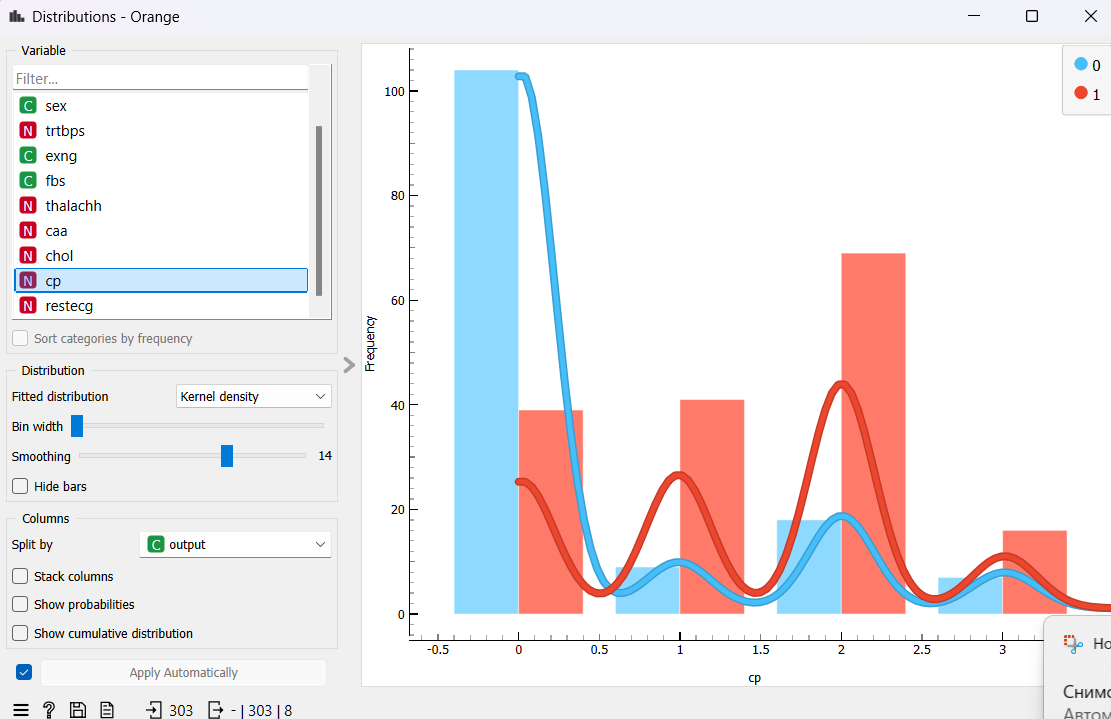 Distributions - Orange
Variable
Filter...
C sex
N trtbps
C exng
C fbs
N thalachh
N caa
N chol
N cp
N restecg
Sort categories by frequency
Distribution
Fitted distribution Kernel density
Bin width
Smoothing 14
Hide bars
Columns
Split by C output
Stack columns
Show probabilities
Show cumulative distribution
Apply Automatically
303 - | 303 | 8
Frequency
100
80
60
40
20
0
-0.5 0 0.5 1 1.5 2 2.5 3
cp
0
1